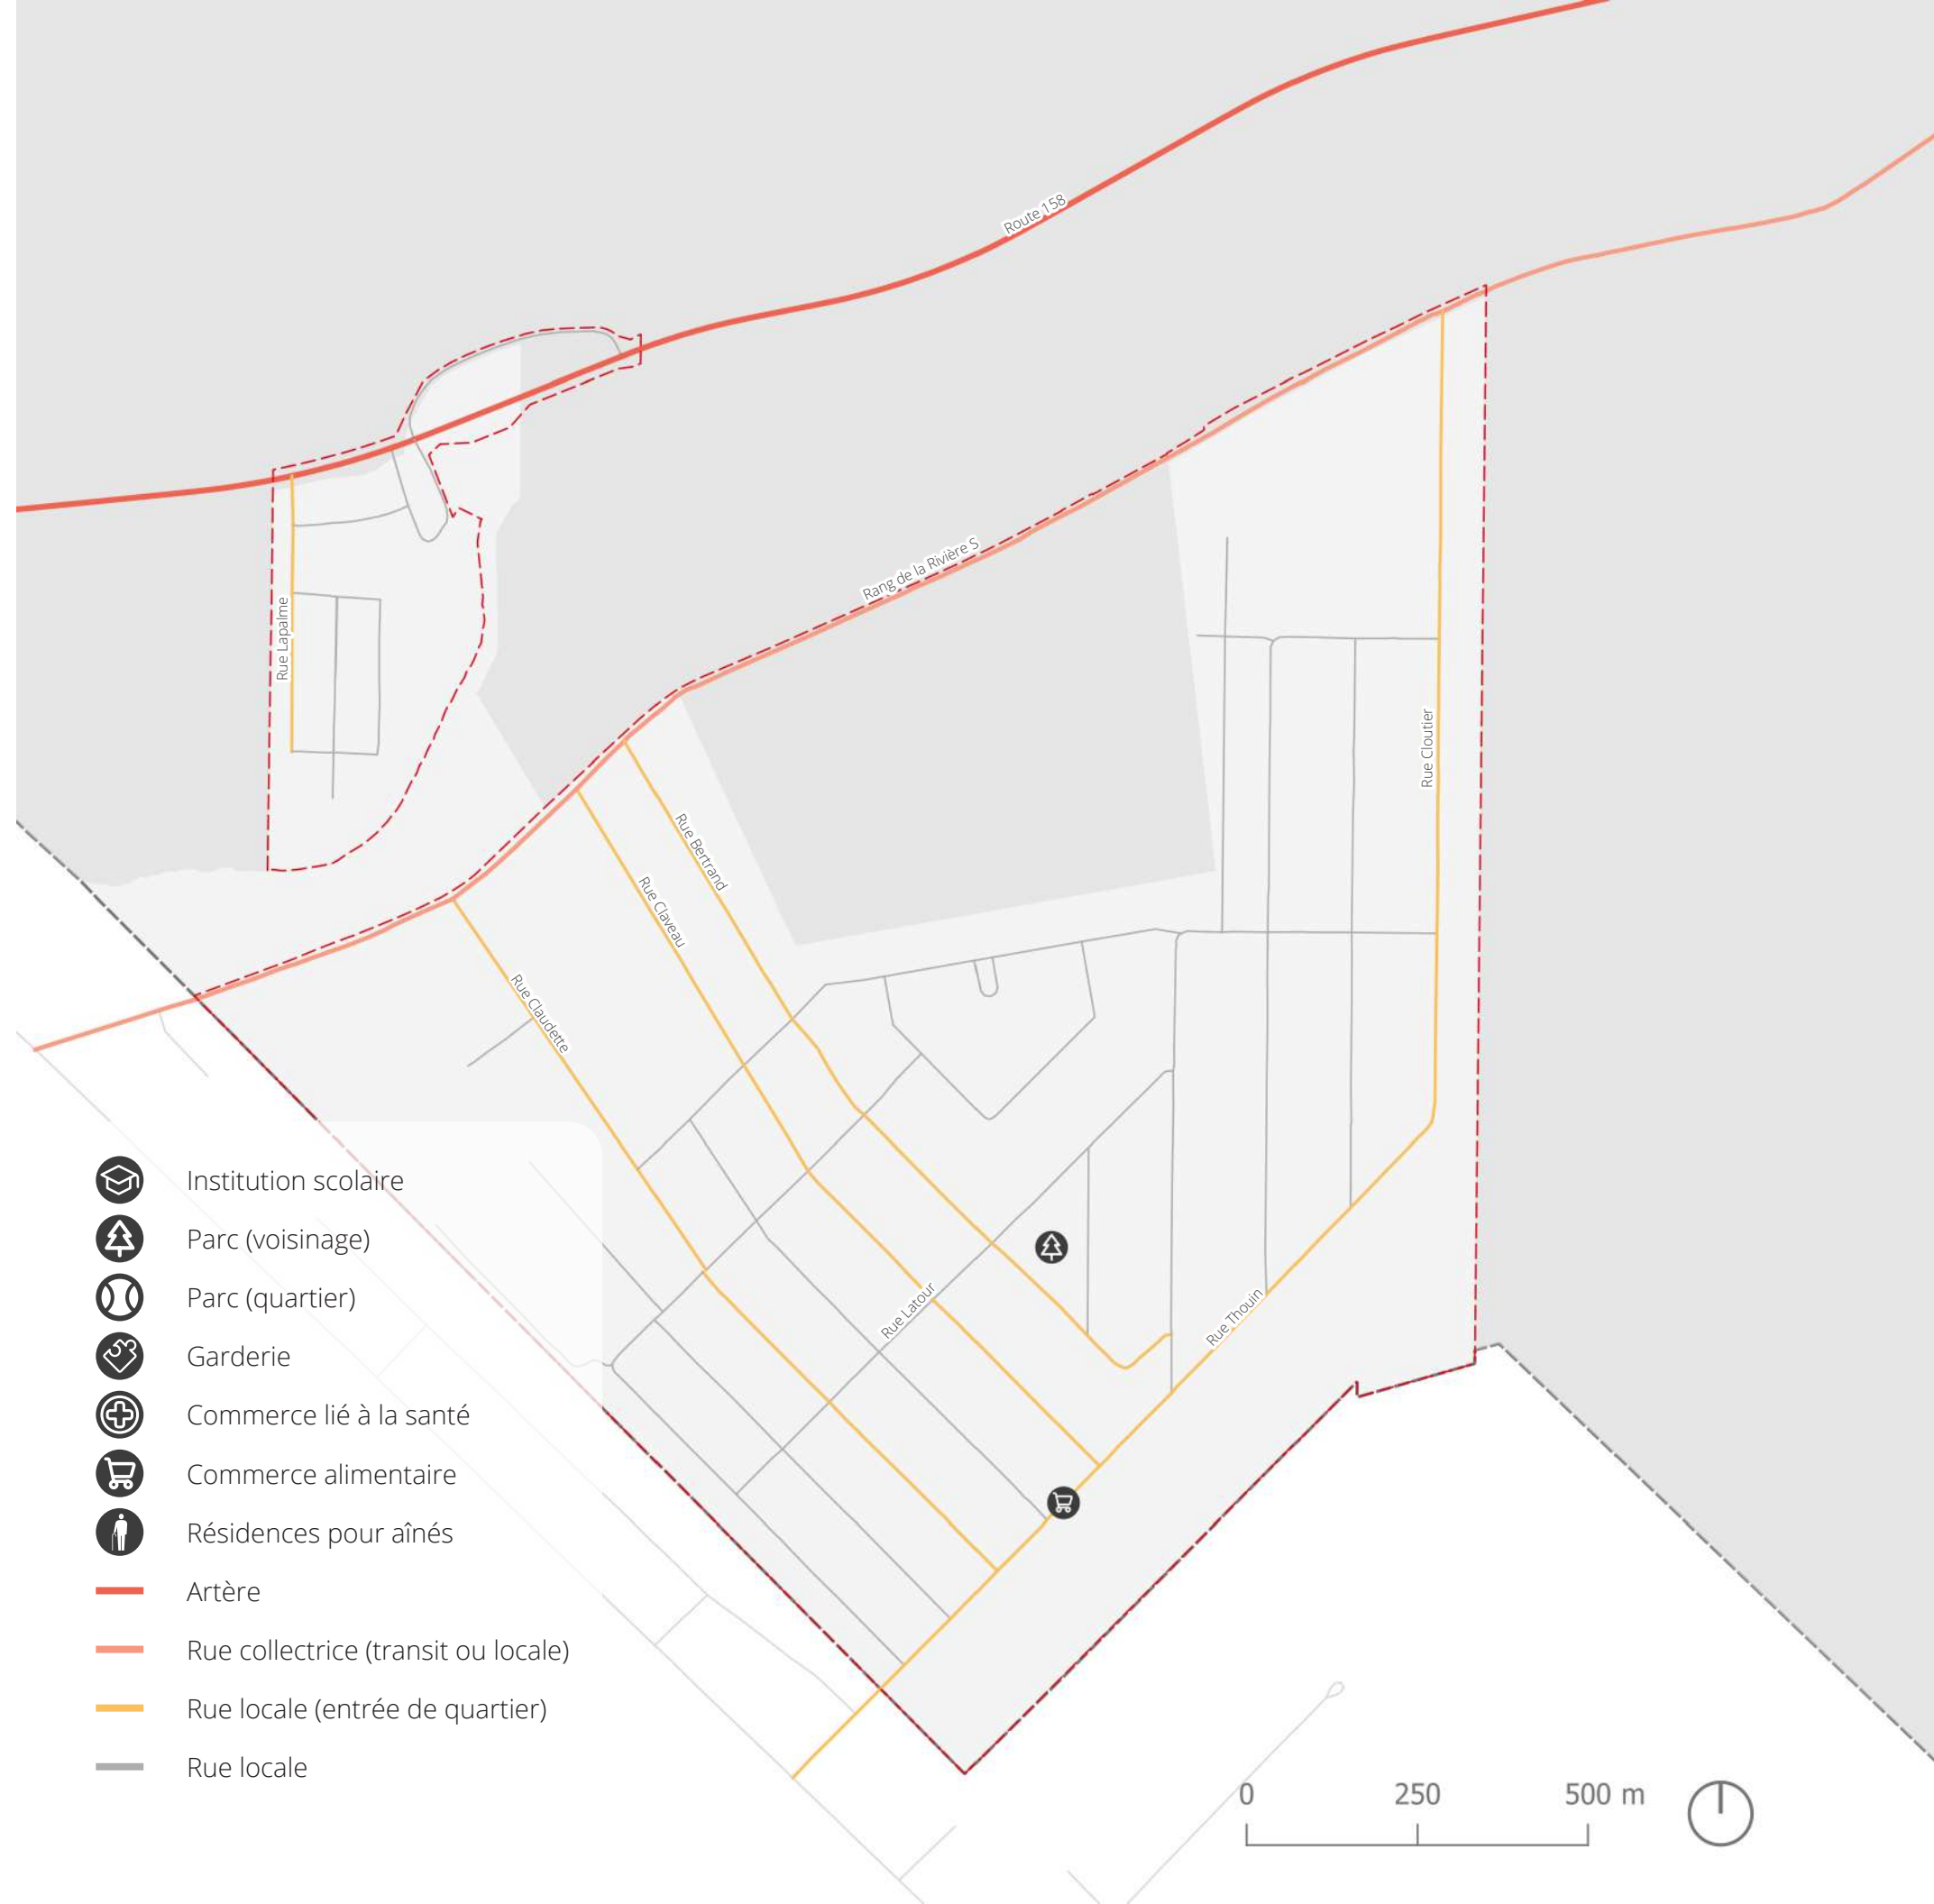 Route 158
Rang de la Rivière S
Rue Lapalme
Rue Cloutier
Rue Bertrand
Rue Claveau
Rue Claudette
Rue Latour
Rue Thouin
Institution scolaire
Parc (voisinage)
Parc (quartier)
Garderie
Commerce lié à la santé
Commerce alimentaire
Résidences pour aînés
Artère
Rue collectrice (transit ou locale)
Rue locale (entrée de quartier)
Rue locale
0 250 500 m